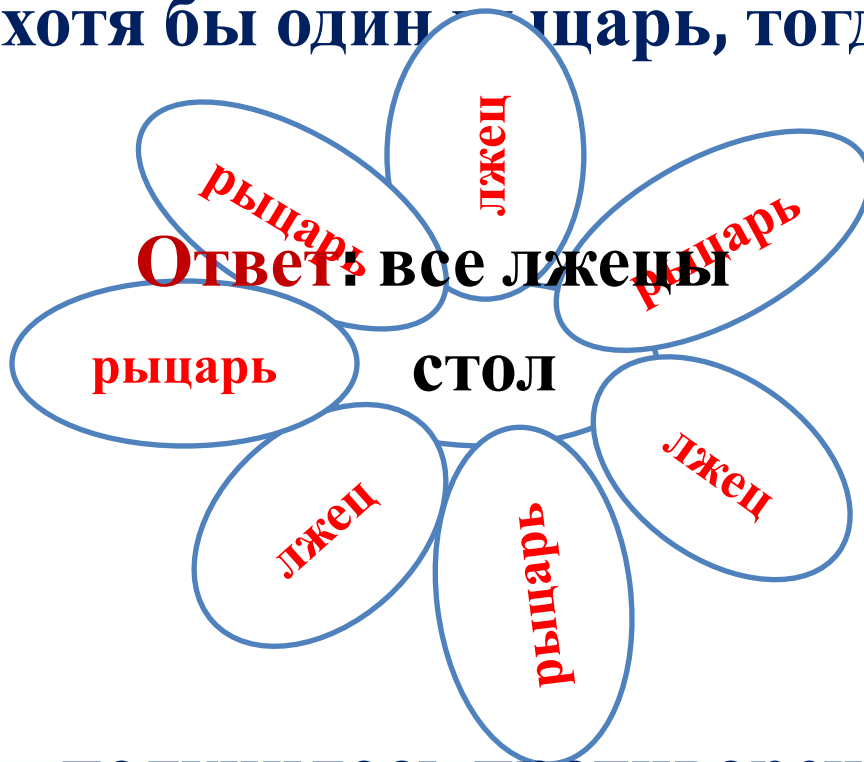 хотя бы один рыцарь, тогд
лжец
рыцарь
рыцарь
Ответ: все лжецы
рыцарь
стол
лжец
лжец
рыцарь